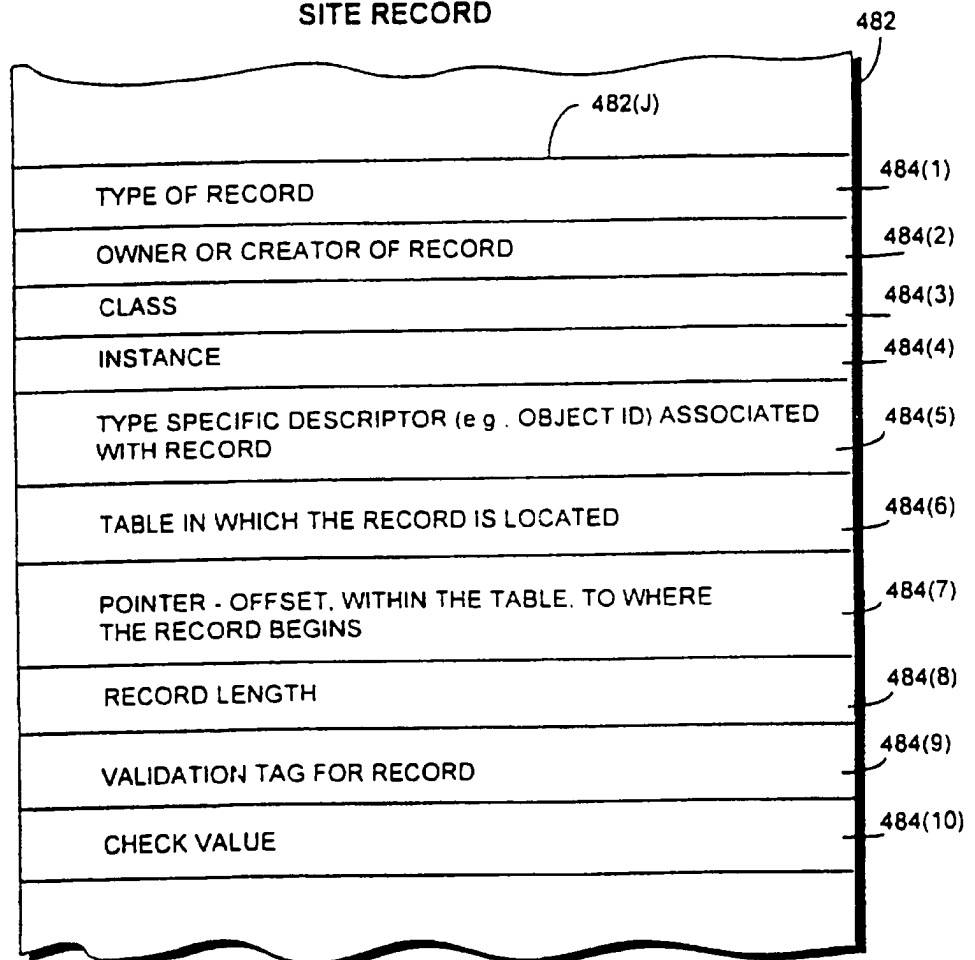 SITE RECORD
482
482(J)
TYPE OF RECORD
484(1)
OWNER OR CREATOR OF RECORD
484(2)
CLASS
484(3)
INSTANCE
484(4)
TYPE SPECIFIC DESCRIPTOR (e g . OBJECT ID) ASSOCIATED
WITH RECORD
484(5)
TABLE IN WHICH THE RECORD IS LOCATED
484(6)
POINTER - OFFSET, WITHIN THE TABLE, TO WHERE
THE RECORD BEGINS
484(7)
RECORD LENGTH
484(8)
VALIDATION TAG FOR RECORD
484(9)
CHECK VALUE
484(10)